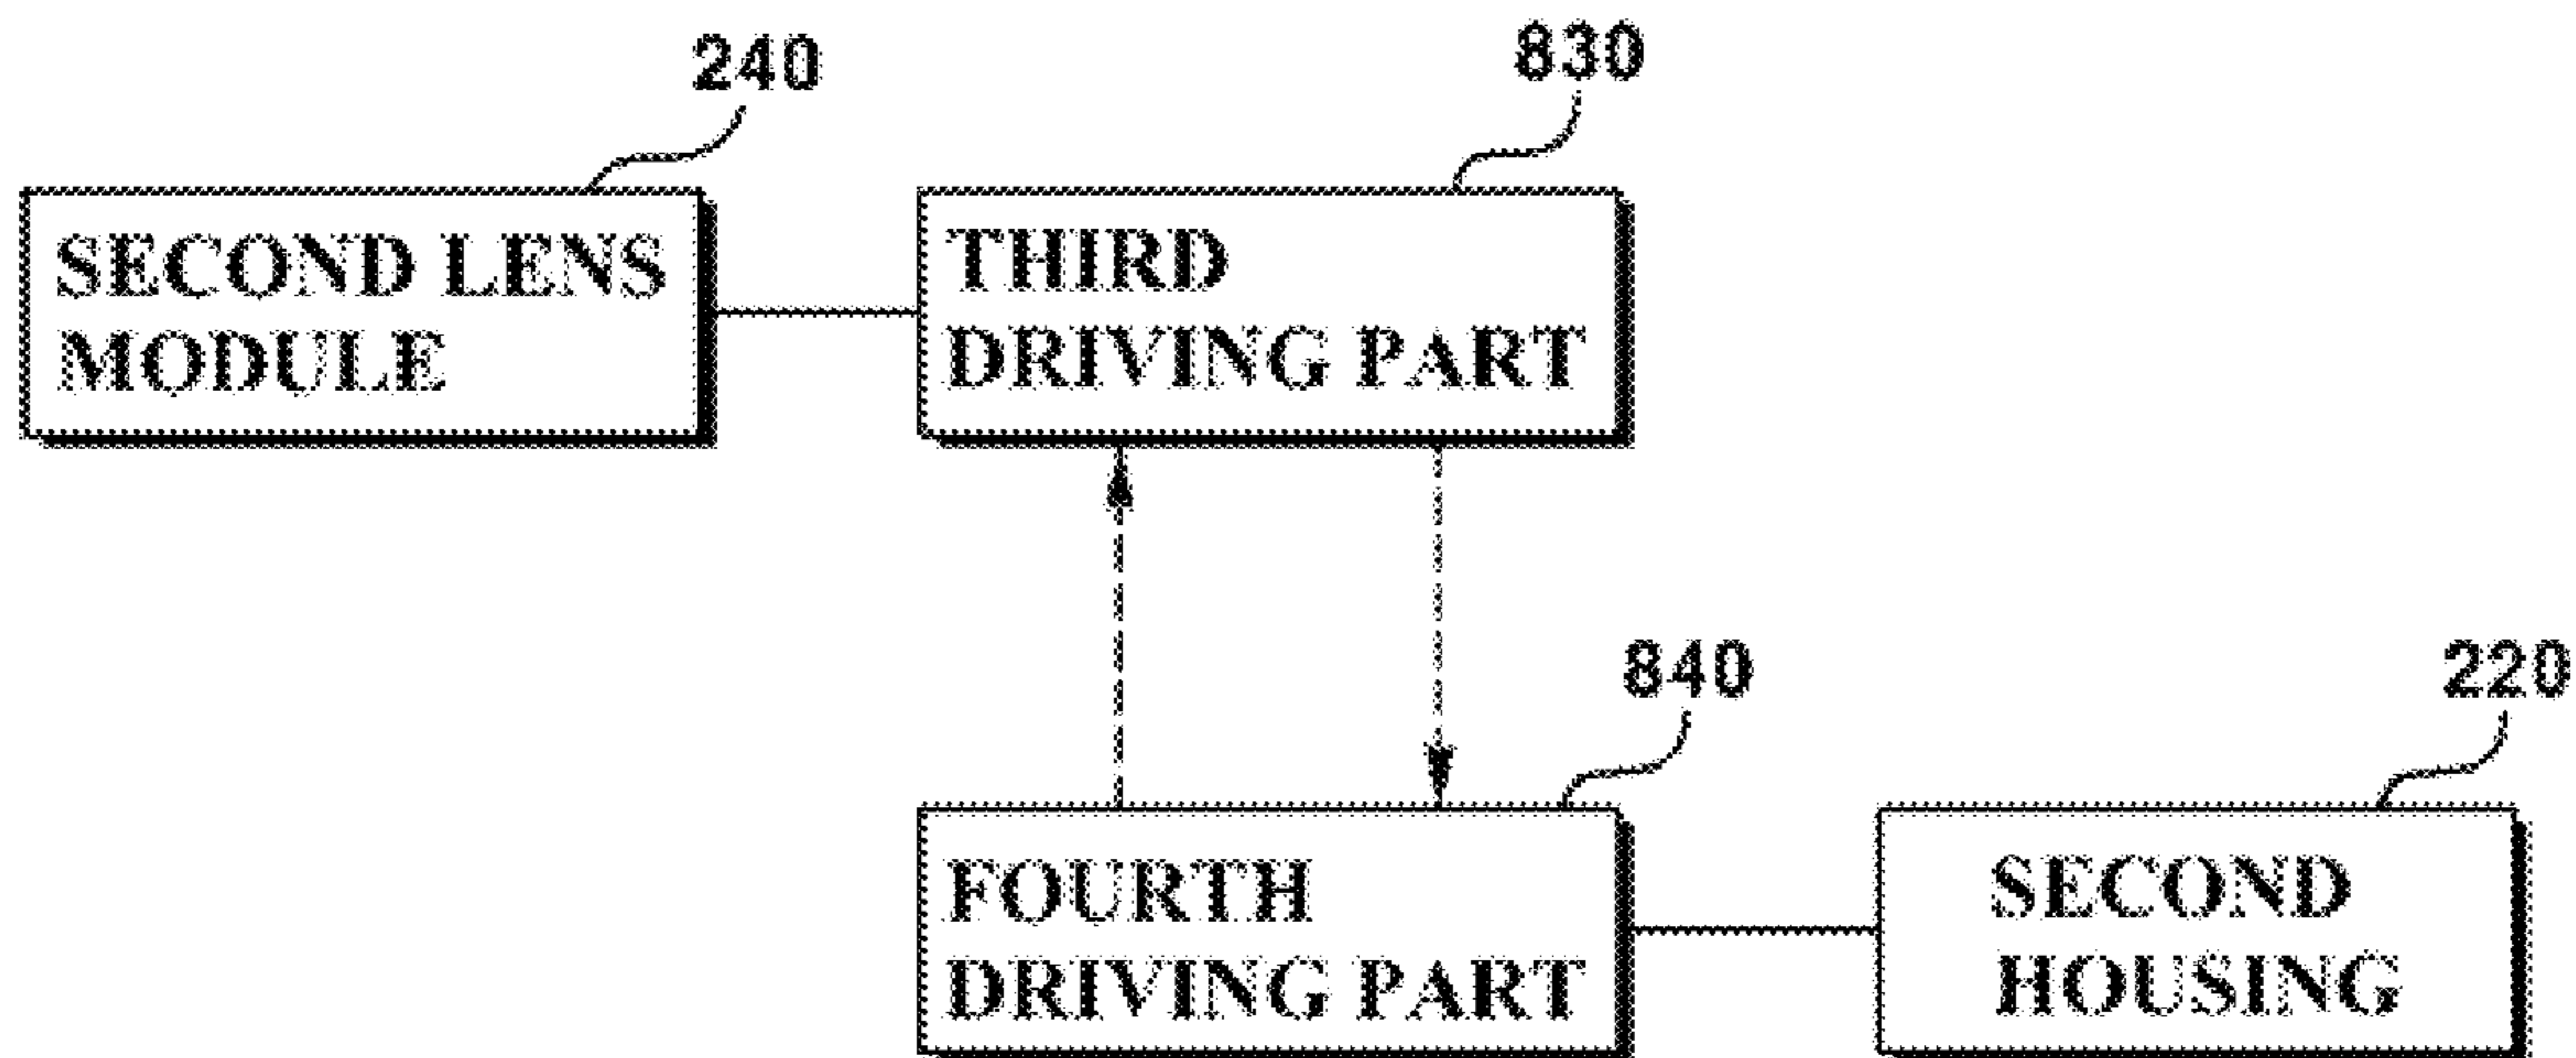 240
830
SECOND LENS
MODULE
THIRD
DRIVING PART
840
220
FOURTH
DRIVING PART
SECOND
HOUSING